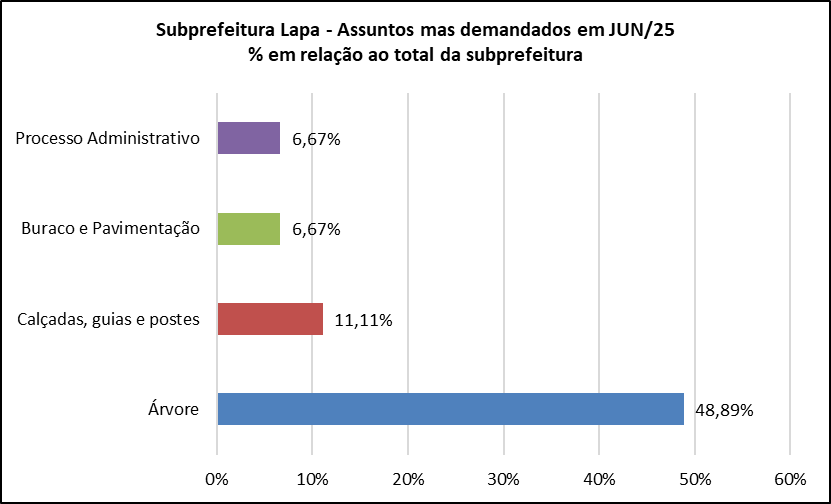 Subprefeitura Lapa - Assuntos mas demandados em JUN/25
% em relação ao total da subprefeitura
Processo Administrativo
6,67%
Buraco e Pavimentação
6,67%
Calçadas, guias e postes
11,11%
Árvore
48,89%
0% 10% 20% 30% 40% 50% 60%